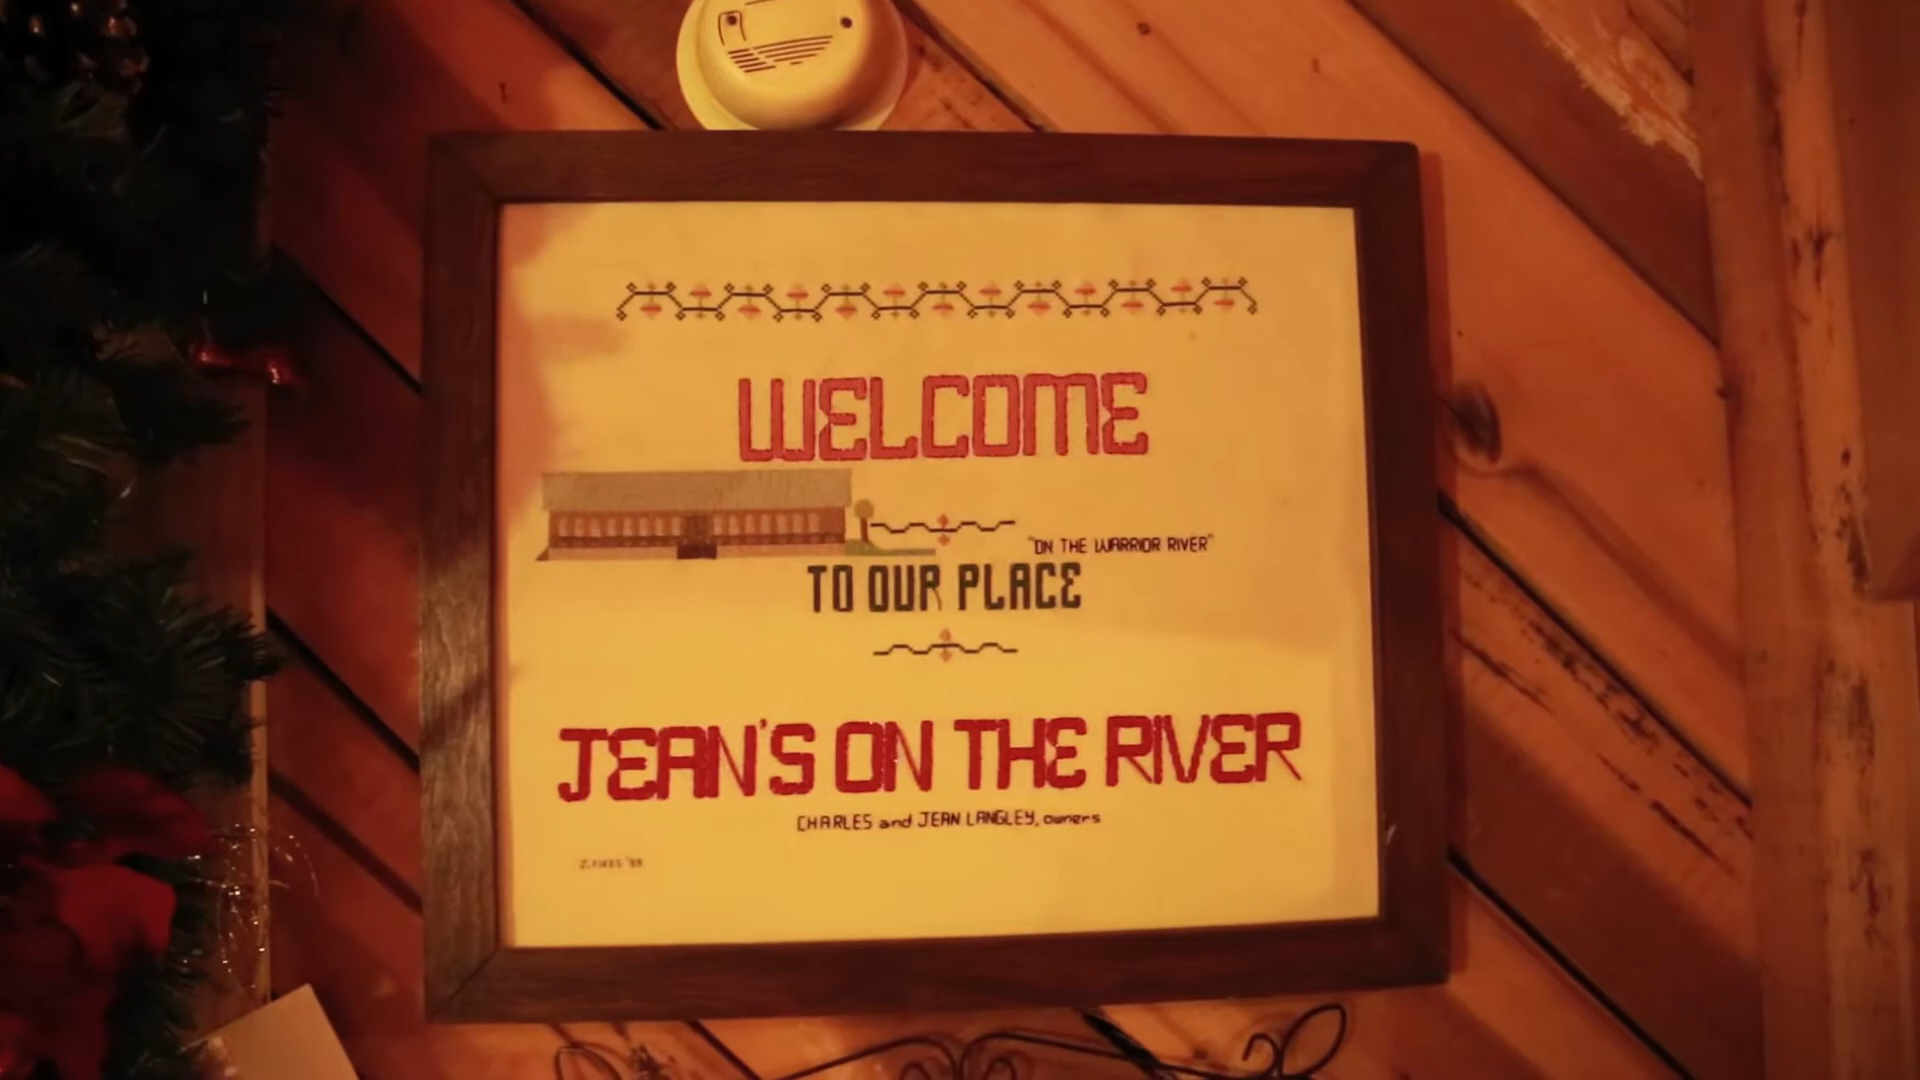 WELCOME
"ON THE WARRIOR RIVER"
TO OUR PLACE
JEAN'S ON THE RIVER
CHARLES and JEAN LANGLEY, owners